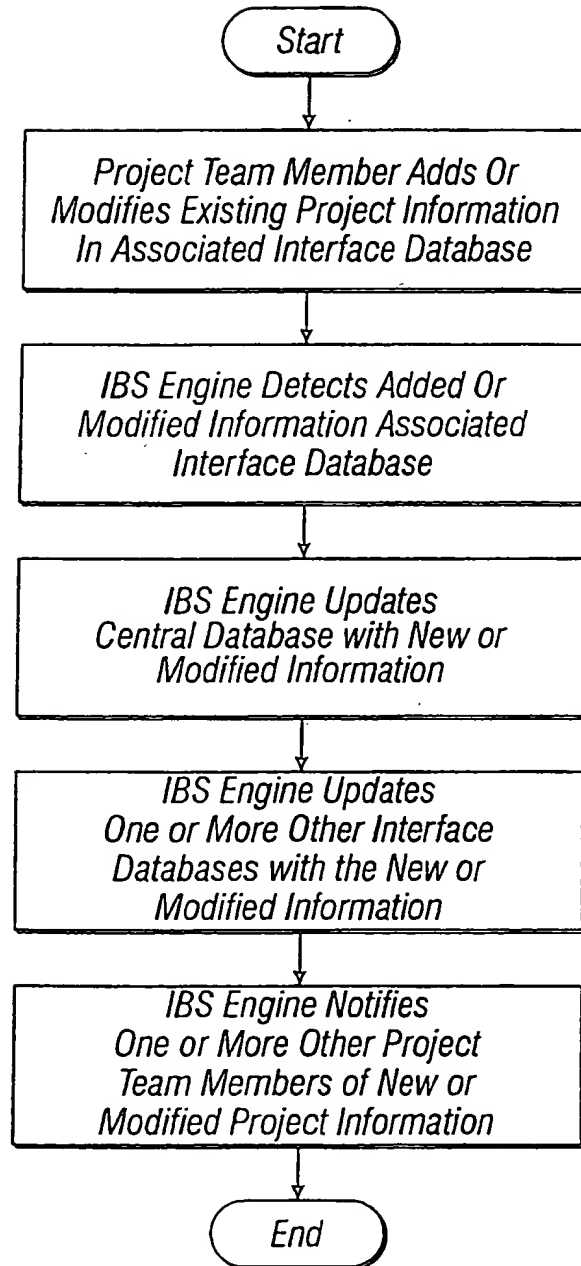 Start
Project Team Member Adds Or
Modifies Existing Project Information
In Associated Interface Database
IBS Engine Detects Added Or
Modified Information Associated
Interface Database
IBS Engine Updates
Central Database with New or
Modified Information
IBS Engine Updates
One or More Other Interface
Databases with the New or
Modified Information
IBS Engine Notifies
One or More Other Project
Team Members of New or
Modified Project Information
End